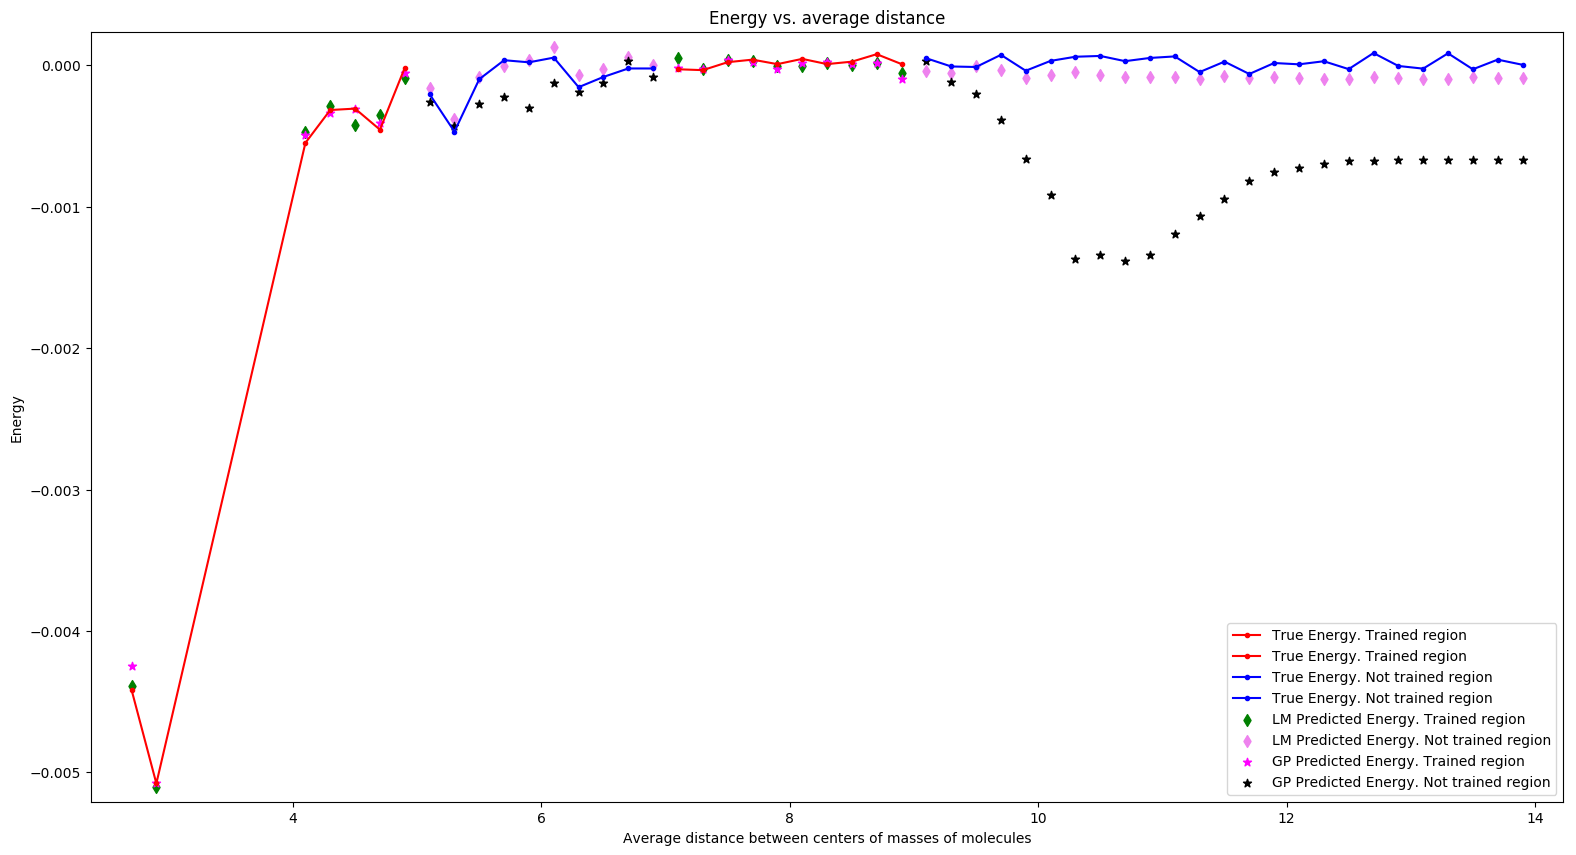 Energy vs. average distance
0.000
−0.001
−0.002
−0.003
−0.004
−0.005
Energy
4
6
8
10
12
14
Average distance between centers of masses of molecules
True Energy. Trained region
True Energy. Trained region
True Energy. Not trained region
True Energy. Not trained region
LM Predicted Energy. Trained region
LM Predicted Energy. Not trained region
GP Predicted Energy. Trained region
GP Predicted Energy. Not trained region